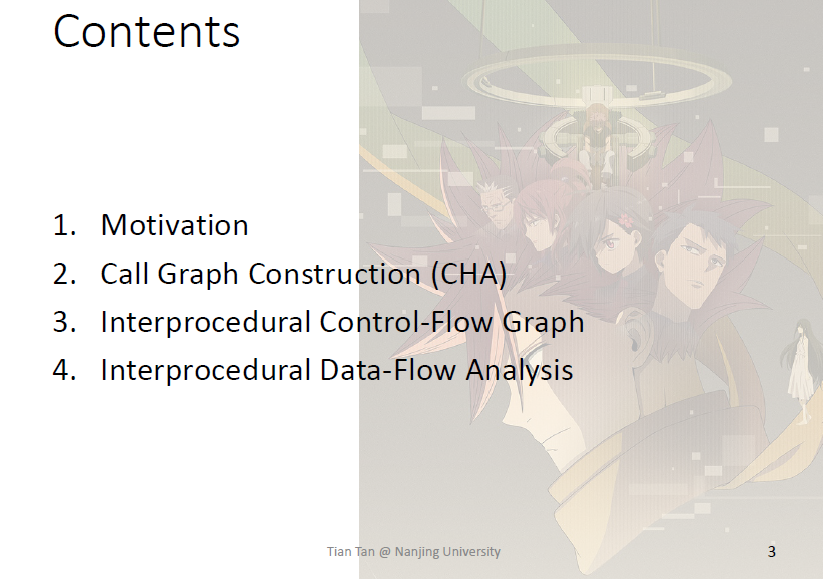 Contents
1. Motivation
2. Call Graph Construction (CHA)
3. Interprocedural Control-Flow Graph
4. Interprocedural Data-Flow Analysis
Tian Tan @ Nanjing University
3